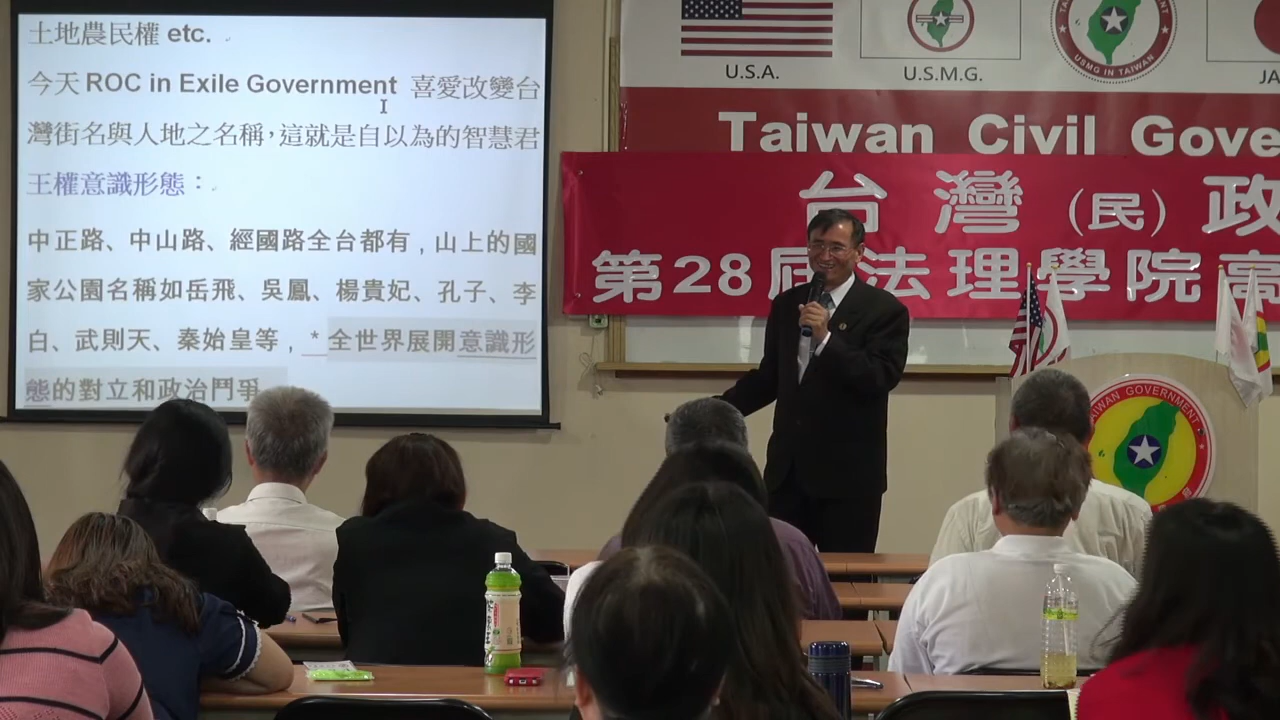 土地農民權 etc.
今天 ROC in Exile Government 喜愛改變台
灣街名與人地之名稱，這就是自以為的智慧君
王權意識形態：
中正路、中山路、經國路全台都有，山上的國
家公園名稱如岳飛、吳鳳、楊貴妃、孔子、李
白、武則天、秦始皇等，* 全世界展開意識形
態的對立和政治鬥爭
U.S.A.
U.S.M.G.
JA
USMG IN TAIWAN
Taiwan Civil Gove
台灣（民）政
第28屆法理學院高
TAIWAN GOVERNMENT